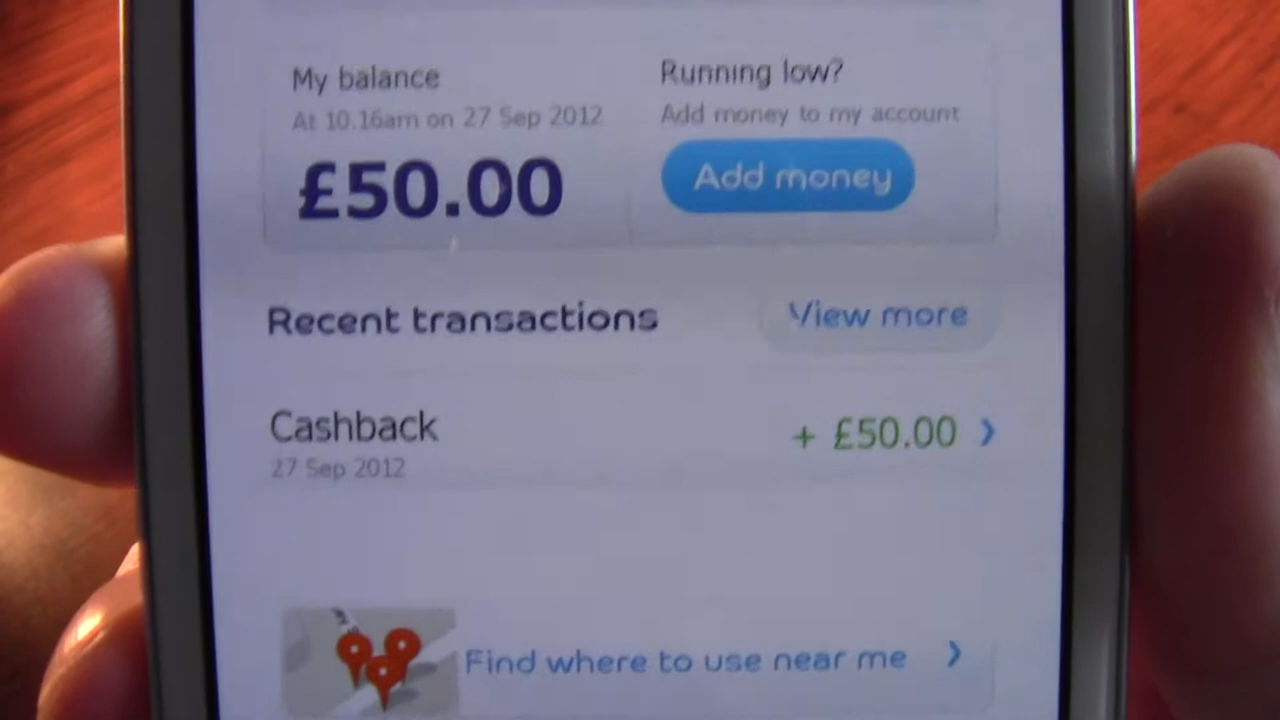 My balance
At 10.16am on 27 Sep 2012
£50.00
Running low?
Add money to my account
Add money
Recent transactions
View more
Cashback
27 Sep 2012
+ £50.00
Find where to use near me